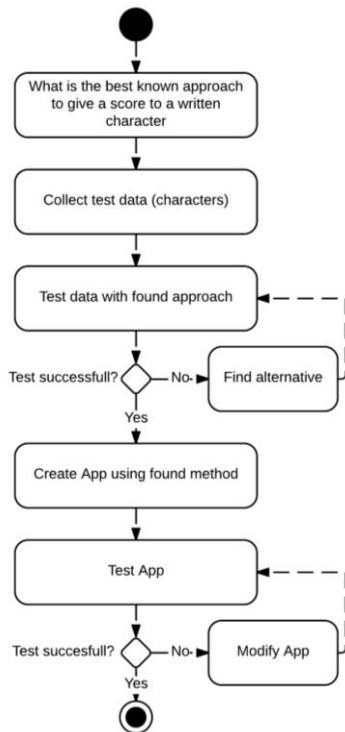 What is the best known approach
to give a score to a written
character
Collect test data (characters)
Test data with found approach
Test successfull?
No
Find alternative
Yes
Create App using found method
Test App
Test succesfull?
No
Modify App
Yes